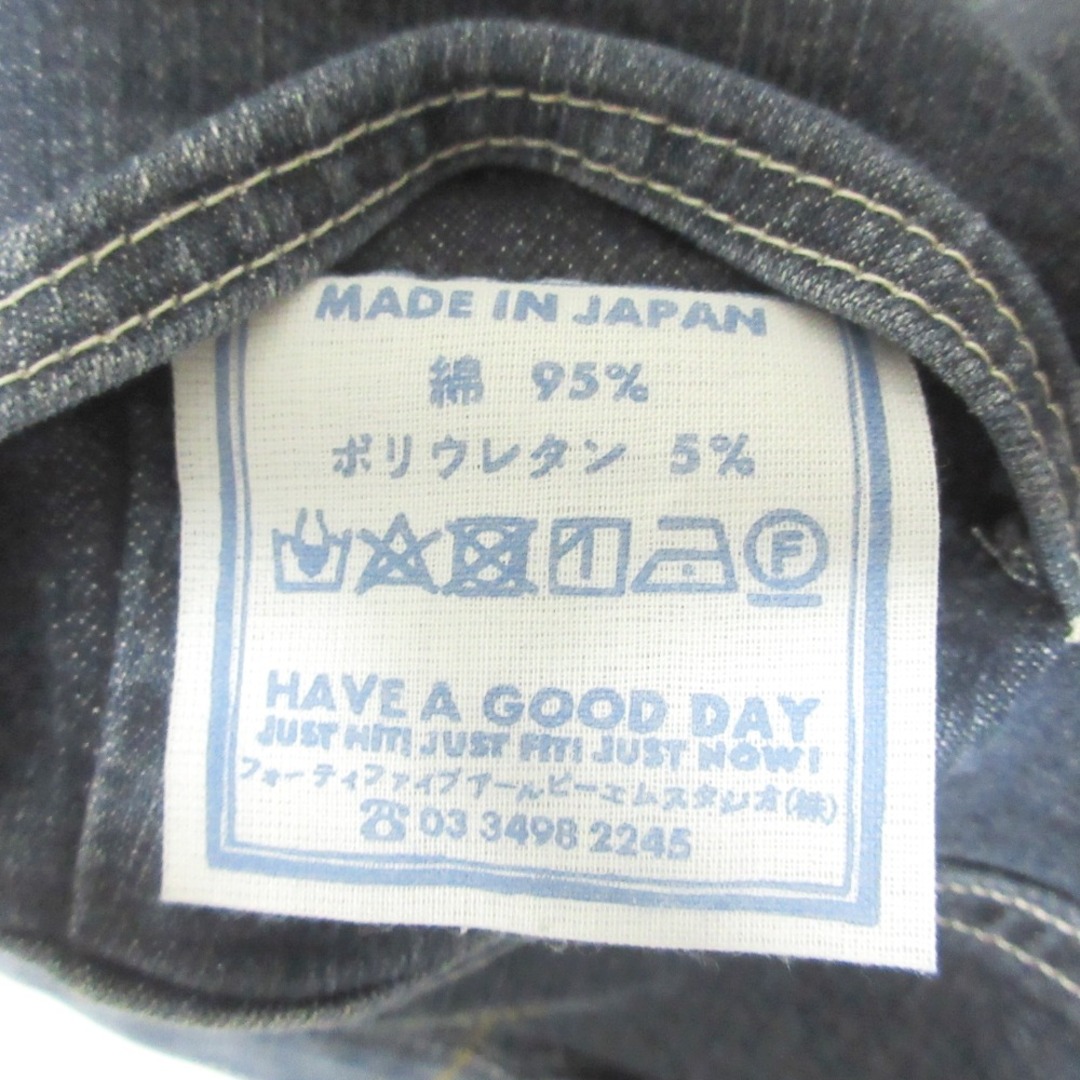 MADE IN JAPAN
綿 95%
ポリウレタン 5%
F
HAVE A GOOD DAY
JUST HIT! JUST FIT! JUST NOW!
フォーティファイブアールピーエムスタジオ(株)
☎ 03 3498 2245